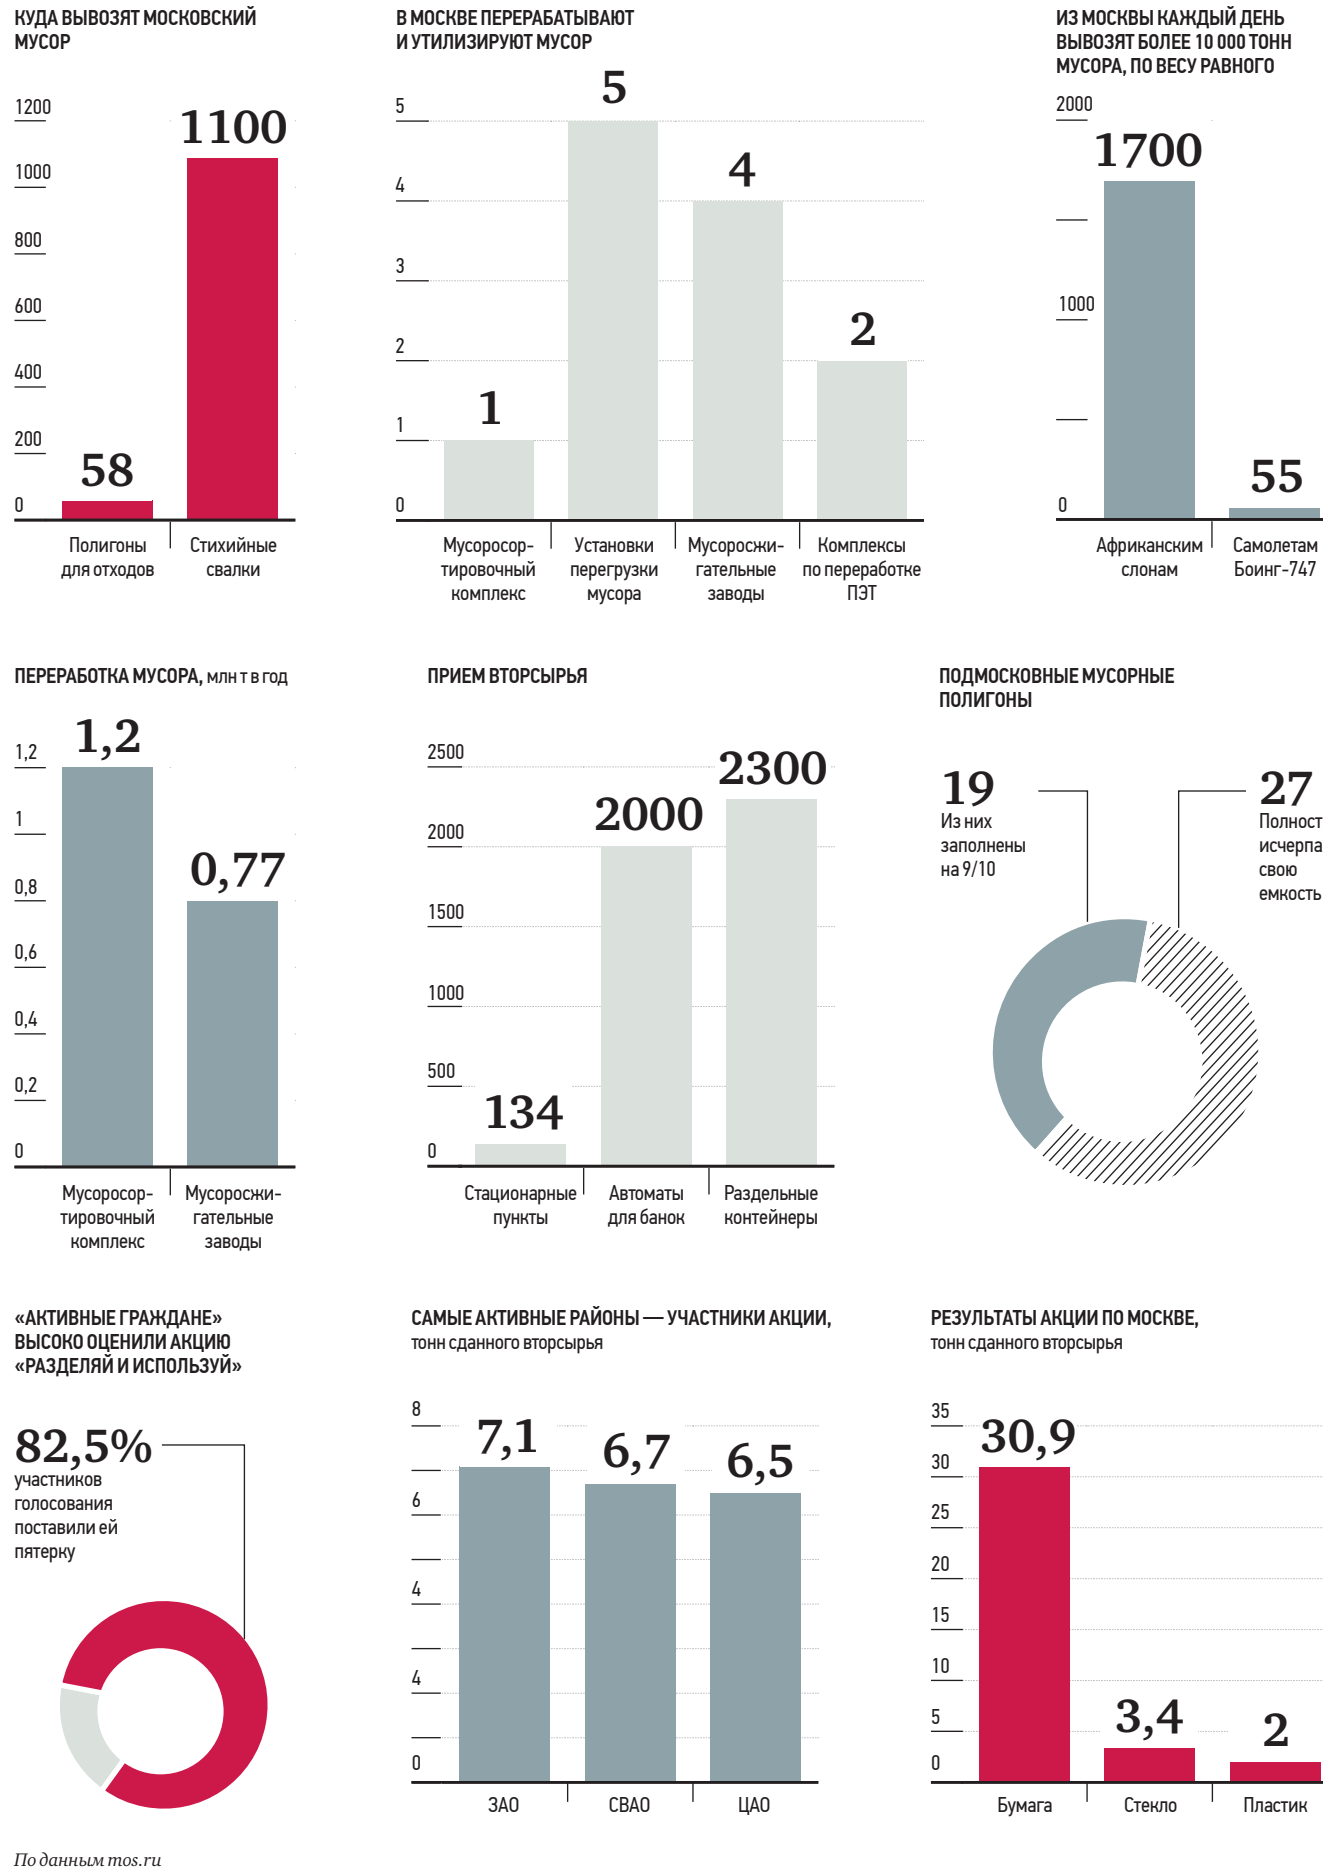 КУДА ВЫВОЗЯТ МОСКОВСКИЙ
МУСОР
1200
1000
800
600
400
200
0
58
1100
Полигоны
для отходов
Стихийные
свалки
В МОСКВЕ ПЕРЕРАБАТЫВАЮТ
И УТИЛИЗИРУЮТ МУСОР
5
4
3
2
1
0
1
5
4
2
Мусоросор-
тировочный
комплекс
Установки
перегрузки
мусора
Мусоросжи-
гательные
заводы
Комплексы
по переработке
ПЭТ
ИЗ МОСКВЫ КАЖДЫЙ ДЕНЬ
ВЫВОЗЯТ БОЛЕЕ 10 000 ТОНН
МУСОРА, ПО ВЕСУ РАВНОГО
2000
1000
0
1700
55
Африканским
слонам
Самолетам
Боинг-747
ПЕРЕРАБОТКА МУСОРА, млн т в год
1,2
1
0,8
0,6
0,4
0,2
0
1,2
0,77
Мусоросор-
тировочный
комплекс
Мусоросжи-
гательные
заводы
ПРИЕМ ВТОРСЫРЬЯ
2500
2000
1500
1000
500
0
134
2000
2300
Стационарные
пункты
Автоматы
для банок
Раздельные
контейнеры
ПОДМОСКОВНЫЕ МУСОРНЫЕ
ПОЛИГОНЫ
19
Из них
заполнены
на 9/10
27
Полност
исчерпа
свою
емкость
«АКТИВНЫЕ ГРАЖДАНЕ»
ВЫСОКО ОЦЕНИЛИ АКЦИЮ
«РАЗДЕЛЯЙ И ИСПОЛЬЗУЙ»
82,5%
участников
голосования
поставили ей
пятерку
САМЫЕ АКТИВНЫЕ РАЙОНЫ — УЧАСТНИКИ АКЦИИ,
тонн сданного вторсырья
8
6
4
4
0
7,1
6,7
6,5
ЗАО
СВАО
ЦАО
РЕЗУЛЬТАТЫ АКЦИИ ПО МОСКВЕ,
тонн сданного вторсырья
35
30
25
20
15
10
5
0
30,9
3,4
2
Бумага
Стекло
Пластик
По данным mos.ru